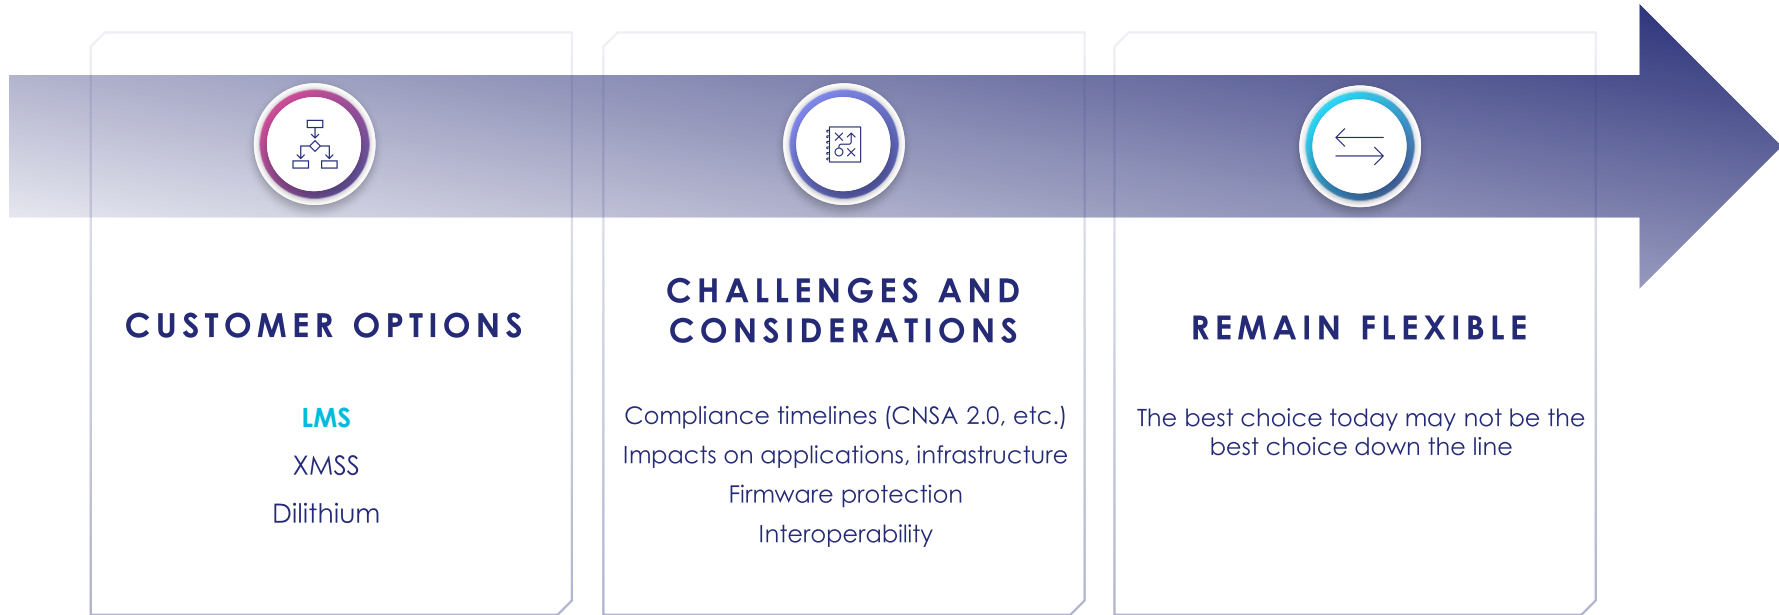 CUSTOMER OPTIONS
LMS
XMSS
Dilithium
CHALLENGES AND
CONSIDERATIONS
Compliance timelines (CNSA 2.0, etc.)
Impacts on applications, infrastructure
Firmware protection
Interoperability
REMAIN FLEXIBLE
The best choice today may not be the
best choice down the line